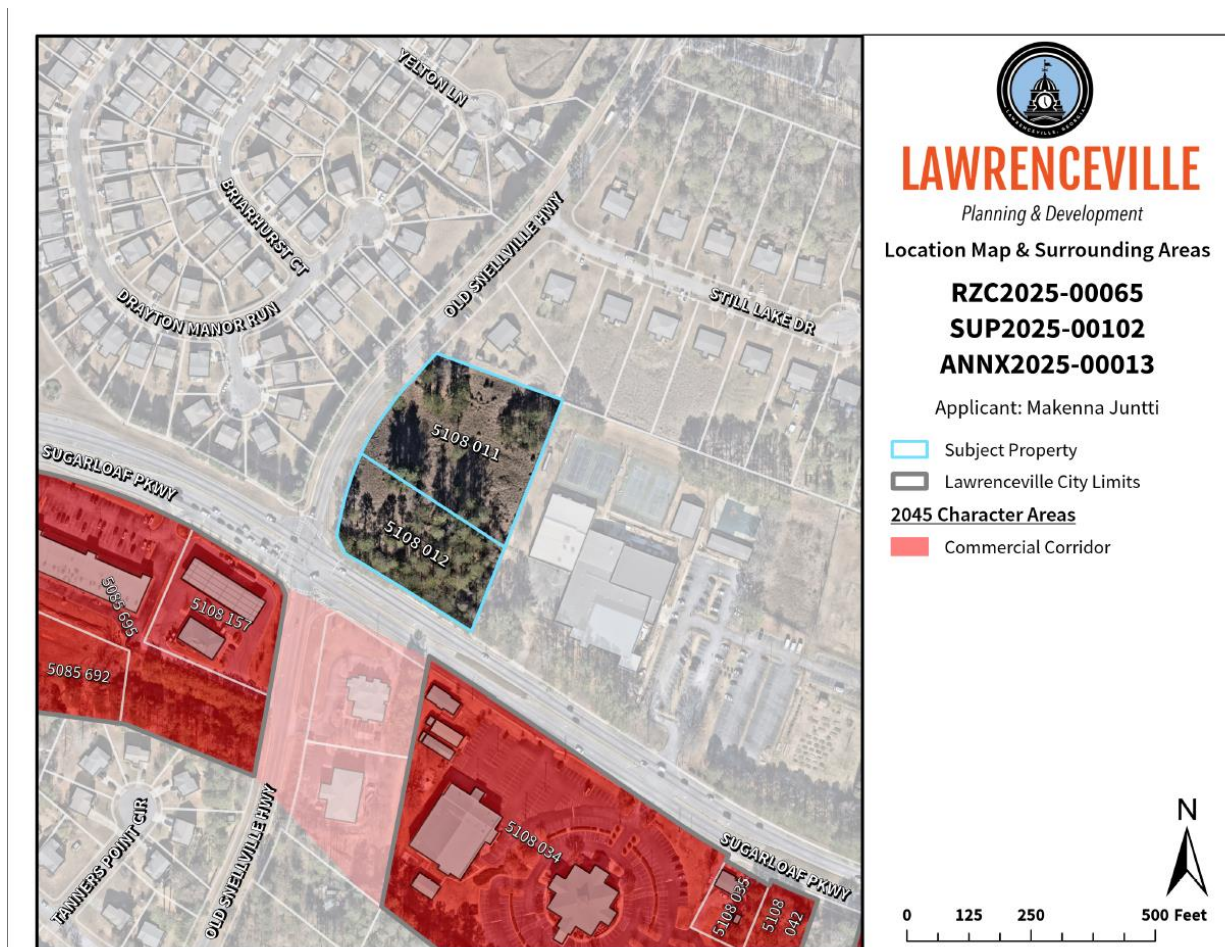 YELTON LN
BRIARHURST CT
OLD SNELLVILLE HWY
DRAYTON MANOR RUN
STILL LAKE DR
5108 011
SUGARLOAF PKWY
5108 012
5085 695
5108 157
5085 692
TANNERS POINT CIR
OLD SNELLVILLE HWY
5108 034
SUGARLOAF PKWY
5108 035
5108 042
LAWRENCEVILLE, GEORGIA
LAWRENCEVILLE
Planning & Development
Location Map & Surrounding Areas
RZC2025-00065
SUP2025-00102
ANNX2025-00013
Applicant: Makenna Juntti
Subject Property
Lawrenceville City Limits
2045 Character Areas
Commercial Corridor
N
0 125 250 500 Feet